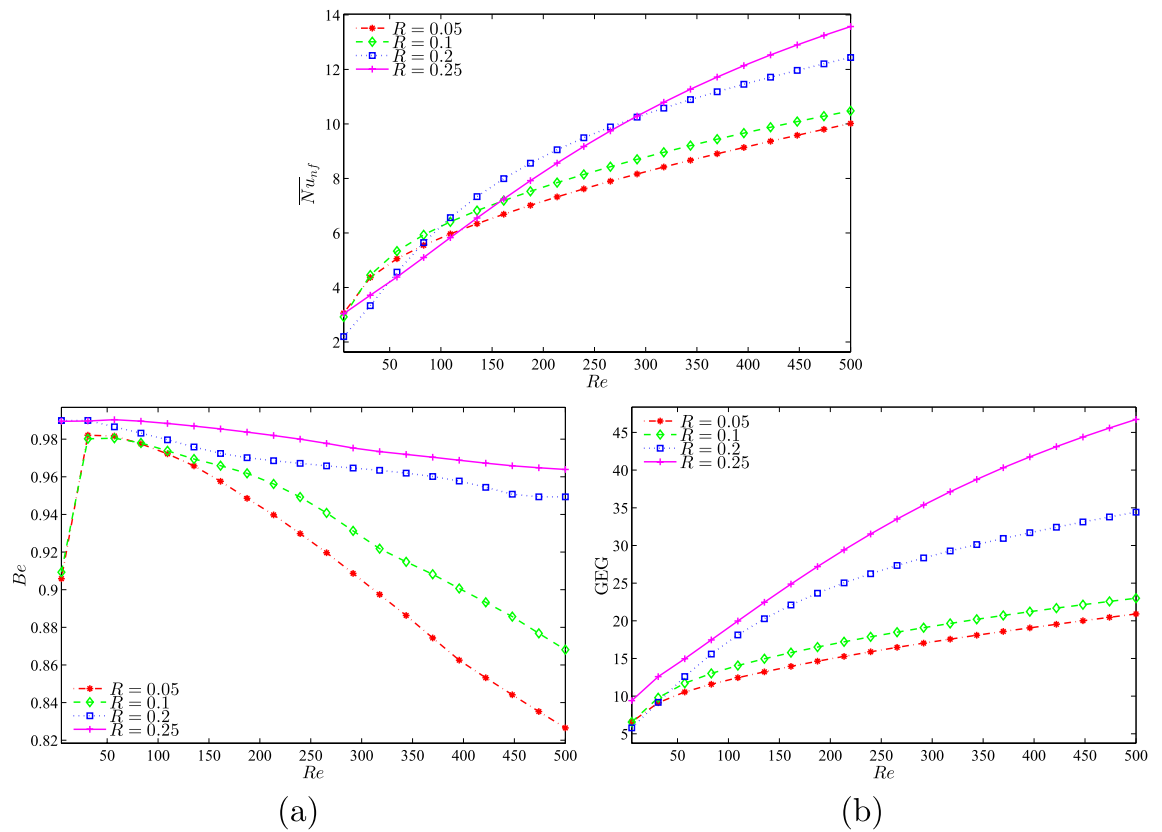 14
12
10
8
6
4
2
$\overline{Nu}_{nf}$
R = 0.05
R = 0.1
R = 0.2
R = 0.25
50 100 150 200 250 300 350 400 450 500
Re
0.98
0.96
0.94
0.92
0.9
0.88
0.86
0.84
0.82
Be
R = 0.05
R = 0.1
R = 0.2
R = 0.25
50 100 150 200 250 300 350 400 450 500
Re
(a)
45
40
35
30
25
20
15
10
5
GEG
R = 0.05
R = 0.1
R = 0.2
R = 0.25
50 100 150 200 250 300 350 400 450 500
Re
(b)